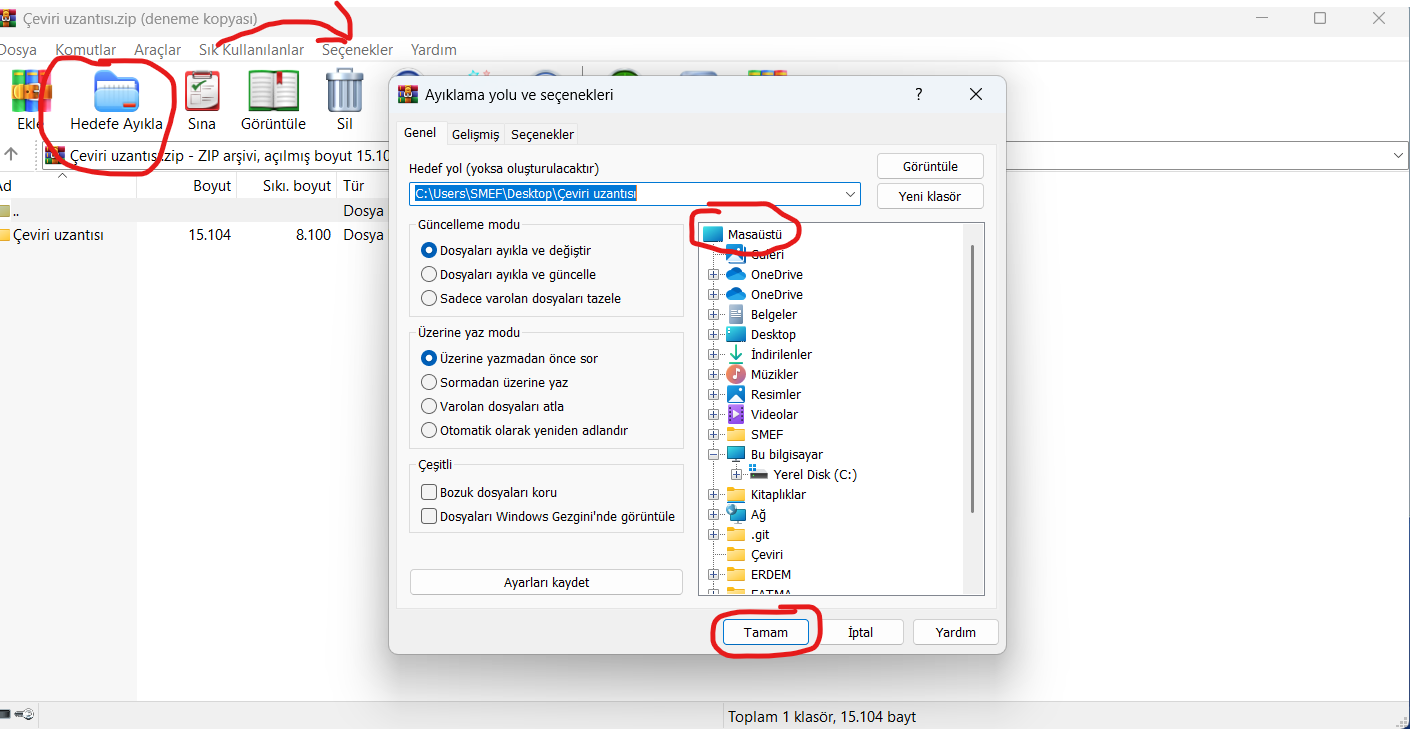 Çeviri uzantısı.zip (deneme kopyası)
Dosya Komutlar Araçlar Sık Kullanılanlar Seçenekler Yardım
Ekle Hedefe Ayıkla Sına Görüntüle Sil
Çeviri uzantısı.zip - ZIP arşivi, açılmış boyut 15.10
Ad Boyut Sıkı. boyut Tür
.. Dosya
Çeviri uzantısı 15.104 8.100 Dosya
Ayıklama yolu ve seçenekleri ?
Genel Gelişmiş Seçenekler
Hedef yol (yoksa oluşturulacaktır)
C:\Users\SMEF\Desktop\Çeviri uzantısı
Görüntüle
Yeni klasör
Güncelleme modu
Dosyaları ayıkla ve değiştir
Dosyaları ayıkla ve güncelle
Sadece varolan dosyaları tazele
Üzerine yaz modu
Üzerine yazmadan önce sor
Sormadan üzerine yaz
Varolan dosyaları atla
Otomatik olarak yeniden adlandır
Çeşitli
Bozuk dosyaları koru
Dosyaları Windows Gezgini'nde görüntüle
Ayarları kaydet
Masaüstü
Galeri
OneDrive
OneDrive
Belgeler
Desktop
İndirilenler
Müzikler
Resimler
Videolar
SMEF
Bu bilgisayar
Yerel Disk (C:)
Kitaplıklar
Ağ
.git
Çeviri
ERDEM
FATMA
Tamam İptal Yardım
Toplam 1 klasör, 15.104 bayt